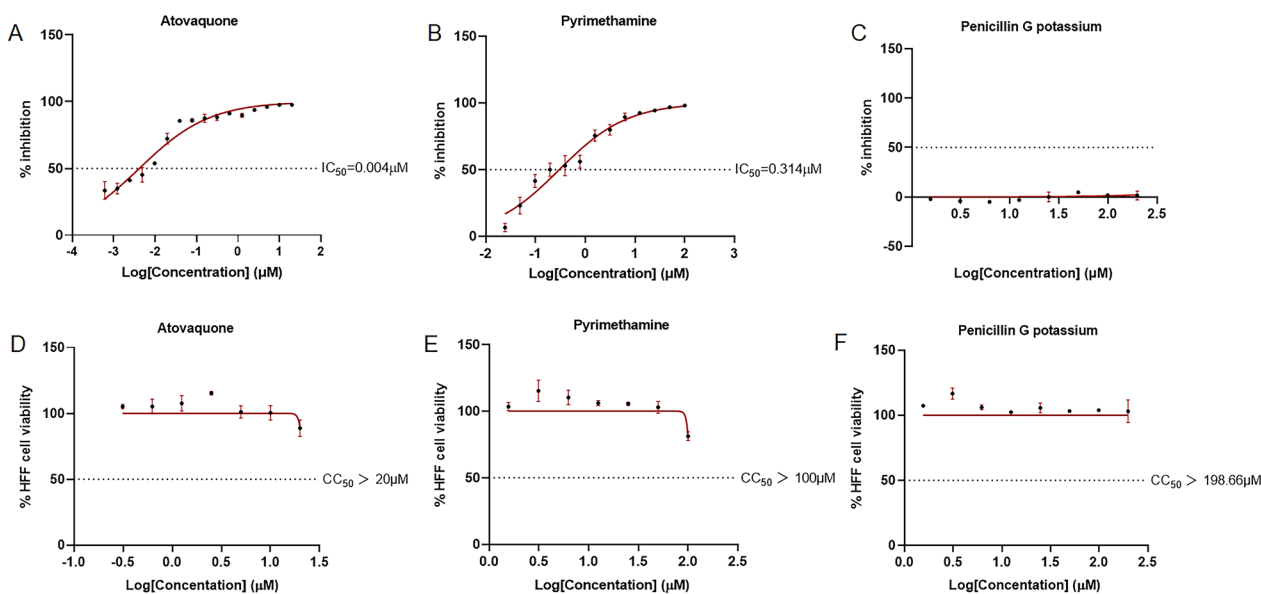 A
Atovaquone
150
100
50
0
% inhibition
-4
-3
-2
-1
0
1
2
Log[Concentration] (µM)
IC50=0.004µM
B
Pyrimethamine
150
100
50
0
% inhibition
-2
-1
0
1
2
3
Log[Concentration] (µM)
IC50=0.314µM
C
Penicillin G potassium
150
100
50
0
-50
% inhibition
0.5
1.0
1.5
2.0
2.5
Log[Concentration] (µM)
D
Atovaquone
150
100
50
0
% HFF cell viability
-1.0
-0.5
0.0
0.5
1.0
1.5
Log[Concentation] (µM)
CC50 > 20µM
E
Pyrimethamine
150
100
50
0
% HFF cell viability
0.0
0.5
1.0
1.5
2.0
2.5
Log[Concentation] (µM)
CC50 > 100µM
F
Penicillin G potassium
150
100
50
0
% HFF cell viability
0.0
0.5
1.0
1.5
2.0
2.5
Log[Concentation] (µM)
CC50 > 198.66µM